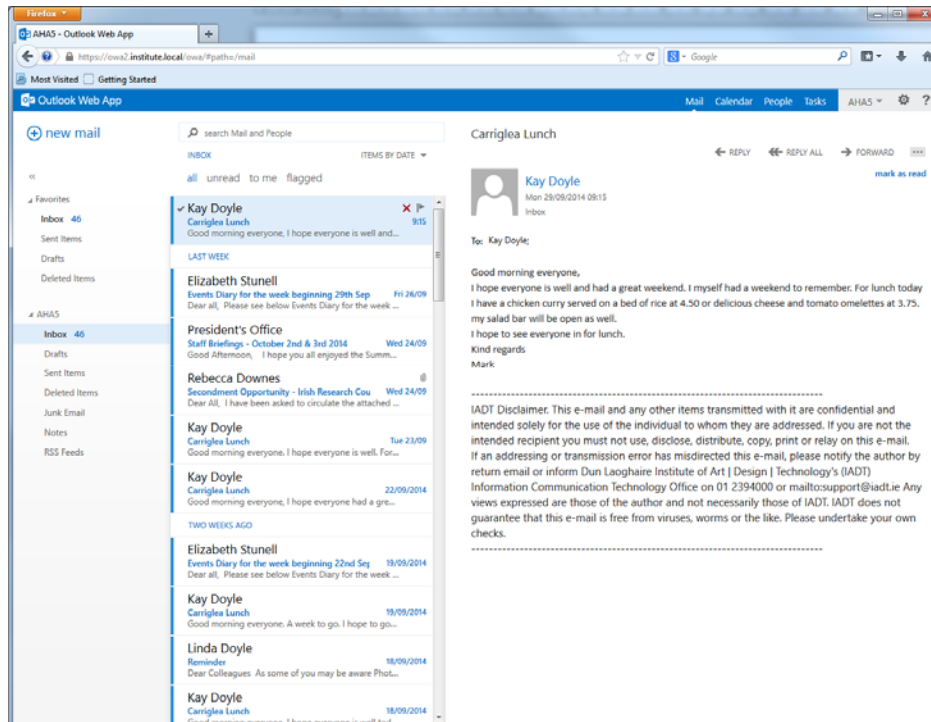 Firefox
AHA5 - Outlook Web App
https://owa2.institute.local/owa/#path=/mail
Google
Most Visited Getting Started
Outlook Web App
Mail Calendar People Tasks AHA5 ?
new mail
«
Favorites
Inbox 46
Sent Items
Drafts
Deleted Items
AHA5
Inbox 46
Drafts
Sent Items
Deleted Items
Junk Email
Notes
RSS Feeds
search Mail and People
INBOX ITEMS BY DATE
all unread to me flagged
Kay Doyle
Carriglea Lunch 9:15
Good morning everyone, I hope everyone is well and...
LAST WEEK
Elizabeth Stunell
Events Diary for the week beginning 29th Sep Fri 26/09
Dear all, Please see below Events Diary for the week ...
President's Office
Staff Briefings - October 2nd & 3rd 2014 Wed 24/09
Good Afternoon, I hope you all enjoyed the Summ...
Rebecca Downes
Secondment Opportunity - Irish Research Cou Wed 24/09
Dear All, I have been asked to circulate the attached ...
Kay Doyle
Carriglea Lunch Tue 23/09
Good morning everyone, I hope everyone is well. For...
Kay Doyle
Carriglea Lunch 22/09/2014
Good morning everyone, I hope everyone had a gre...
TWO WEEKS AGO
Elizabeth Stunell
Events Diary for the week beginning 22nd Sep 19/09/2014
Dear all, Please see below Events Diary for the week ...
Kay Doyle
Carriglea Lunch 19/09/2014
Good morning everyone. A week to go. I hope to go...
Linda Doyle
Reminder 18/09/2014
Dear Colleagues As some of you may be aware Phot...
Kay Doyle
Carriglea Lunch 18/09/2014
Carriglea Lunch
REPLY REPLY ALL FORWARD ...
mark as read
Kay Doyle
Mon 29/09/2014 09:15
Inbox
To: Kay Doyle;
Good morning everyone,
I hope everyone is well and had a great weekend. I myself had a weekend to remember. For lunch today
I have a chicken curry served on a bed of rice at 4.50 or delicious cheese and tomato omelettes at 3.75.
my salad bar will be open as well.
I hope to see everyone in for lunch.
Kind regards
Mark
--------------------------------------------------------------------------------
IADT Disclaimer. This e-mail and any other items transmitted with it are confidential and
intended solely for the use of the individual to whom they are addressed. If you are not the
intended recipient you must not use, disclose, distribute, copy, print or relay on this e-mail.
If an addressing or transmission error has misdirected this e-mail, please notify the author by
return email or inform Dun Laoghaire Institute of Art | Design | Technology's (IADT)
Information Communication Technology Office on 01 2394000 or mailto:support@iadt.ie Any
views expressed are those of the author and not necessarily those of IADT. IADT does not
guarantee that this e-mail is free from viruses, worms or the like. Please undertake your own
checks.
--------------------------------------------------------------------------------